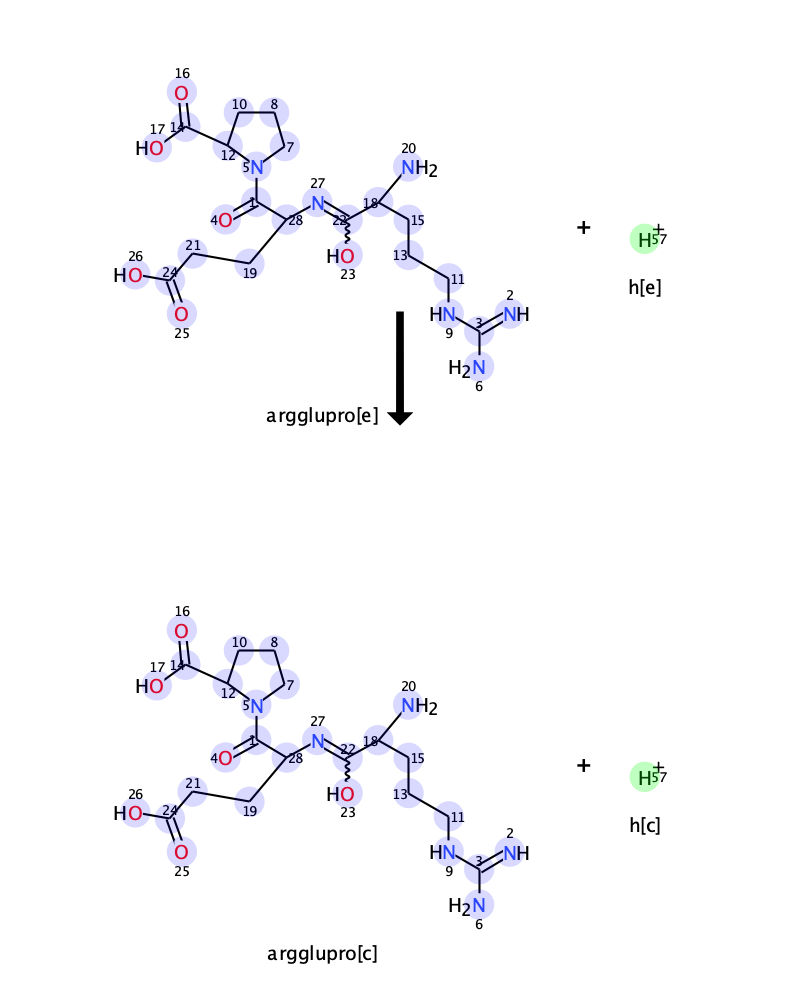 16
O
10 8
17 14
HO
12 7
5 N
20
NH2
27
N
1 18
4 O 28 22 15
+
H+ 57
26 21
HO 24
HO
23
13
19
h[e]
11
O
25
HN
9
3
2
NH
H2N
6
argglupro[e]
16
O
10 8
17 14
HO
12 7
5 N
20
NH2
27
N
1 18
4 O 28 22 15
+
H+ 57
26 21
HO 24
HO
23
13
19
h[c]
11
O
25
HN
9
3
2
NH
H2N
6
argglupro[c]